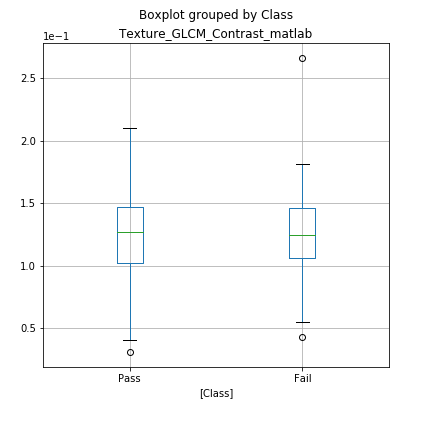 Boxplot grouped by Class
Texture_GLCM_Contrast_matlab
1e−1
2.5
2.0
1.5
1.0
0.5
Pass Fail
[Class]